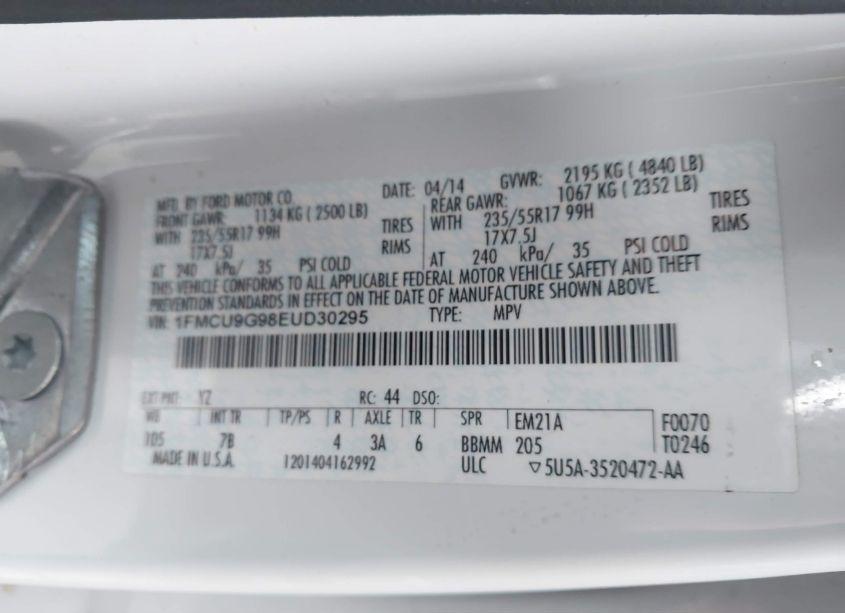 MFD. BY FORD MOTOR CO. DATE: 04/14 GVWR: 2195 KG ( 4840 LB)
FRONT GAWR: 1134 KG ( 2500 LB) REAR GAWR: 1067 KG ( 2352 LB)
WITH 235/55R17 99H TIRES WITH 235/55R17 99H TIRES
17X7.5J RIMS 17X7.5J RIMS
AT 240 kPa/ 35 PSI COLD AT 240 kPa/ 35 PSI COLD
THIS VEHICLE CONFORMS TO ALL APPLICABLE FEDERAL MOTOR VEHICLE SAFETY AND THEFT
PREVENTION STANDARDS IN EFFECT ON THE DATE OF MANUFACTURE SHOWN ABOVE.
VIN: 1FMCU9G98EUD30295 TYPE: MPV
EXT PNT: YZ RC: 44 DSO:
WB INT TR TP/PS R AXLE TR SPR EM21A F0070
105 7B 4 3A 6 BBMM 205 T0246
MADE IN U.S.A. 1201404162992 ULC ▽5U5A-3520472-AA